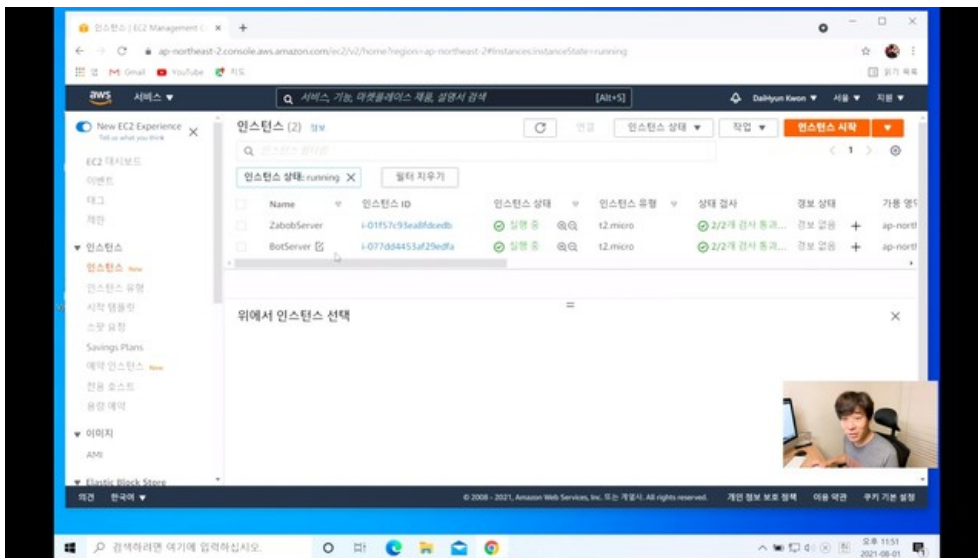 인스턴스 | EC2 Management C
ap-northeast-2.console.aws.amazon.com/ec2/v2/home?region=ap-northeast-2#Instances:instanceState=running
앱 Gmail YouTube 지도 읽기 목록
aws 서비스 ▼ 서비스, 기능, 마켓플레이스 제품, 설명서 검색 [Alt+S] DaiHyun Kwon ▼ 서울 ▼ 지원 ▼
New EC2 Experience
Tell us what you think
인스턴스 (2) 정보 연결 인스턴스 상태 ▼ 작업 ▼ 인스턴스 시작 ▼
인스턴스 필터링 1
EC2 대시보드
이벤트
태그
제한
인스턴스 상태: running 필터 지우기
Name 인스턴스 ID 인스턴스 상태 인스턴스 유형 상태 검사 경보 상태 가용 영역
ZabobServer 실행 중 t2.micro 2/2개 검사 통과... 경보 없음 + ap-north
BotServer i-077dd4453af29edfa 실행 중 t2.micro 2/2개 검사 통과... 경보 없음 + ap-north
▼ 인스턴스
인스턴스 New
인스턴스 유형
시작 템플릿
스팟 요청
Savings Plans
예약 인스턴스 New
전용 호스트
용량 예약
위에서 인스턴스 선택
▼ 이미지
AMI
▼ Elastic Block Store
의견 한국어 ▼ © 2008 - 2021, Amazon Web Services, Inc. 또는 계열사. All rights reserved. 개인 정보 보호 정책 이용 약관 쿠키 기본 설정
검색하려면 여기에 입력하십시오. 오후 11:51
2021-08-01